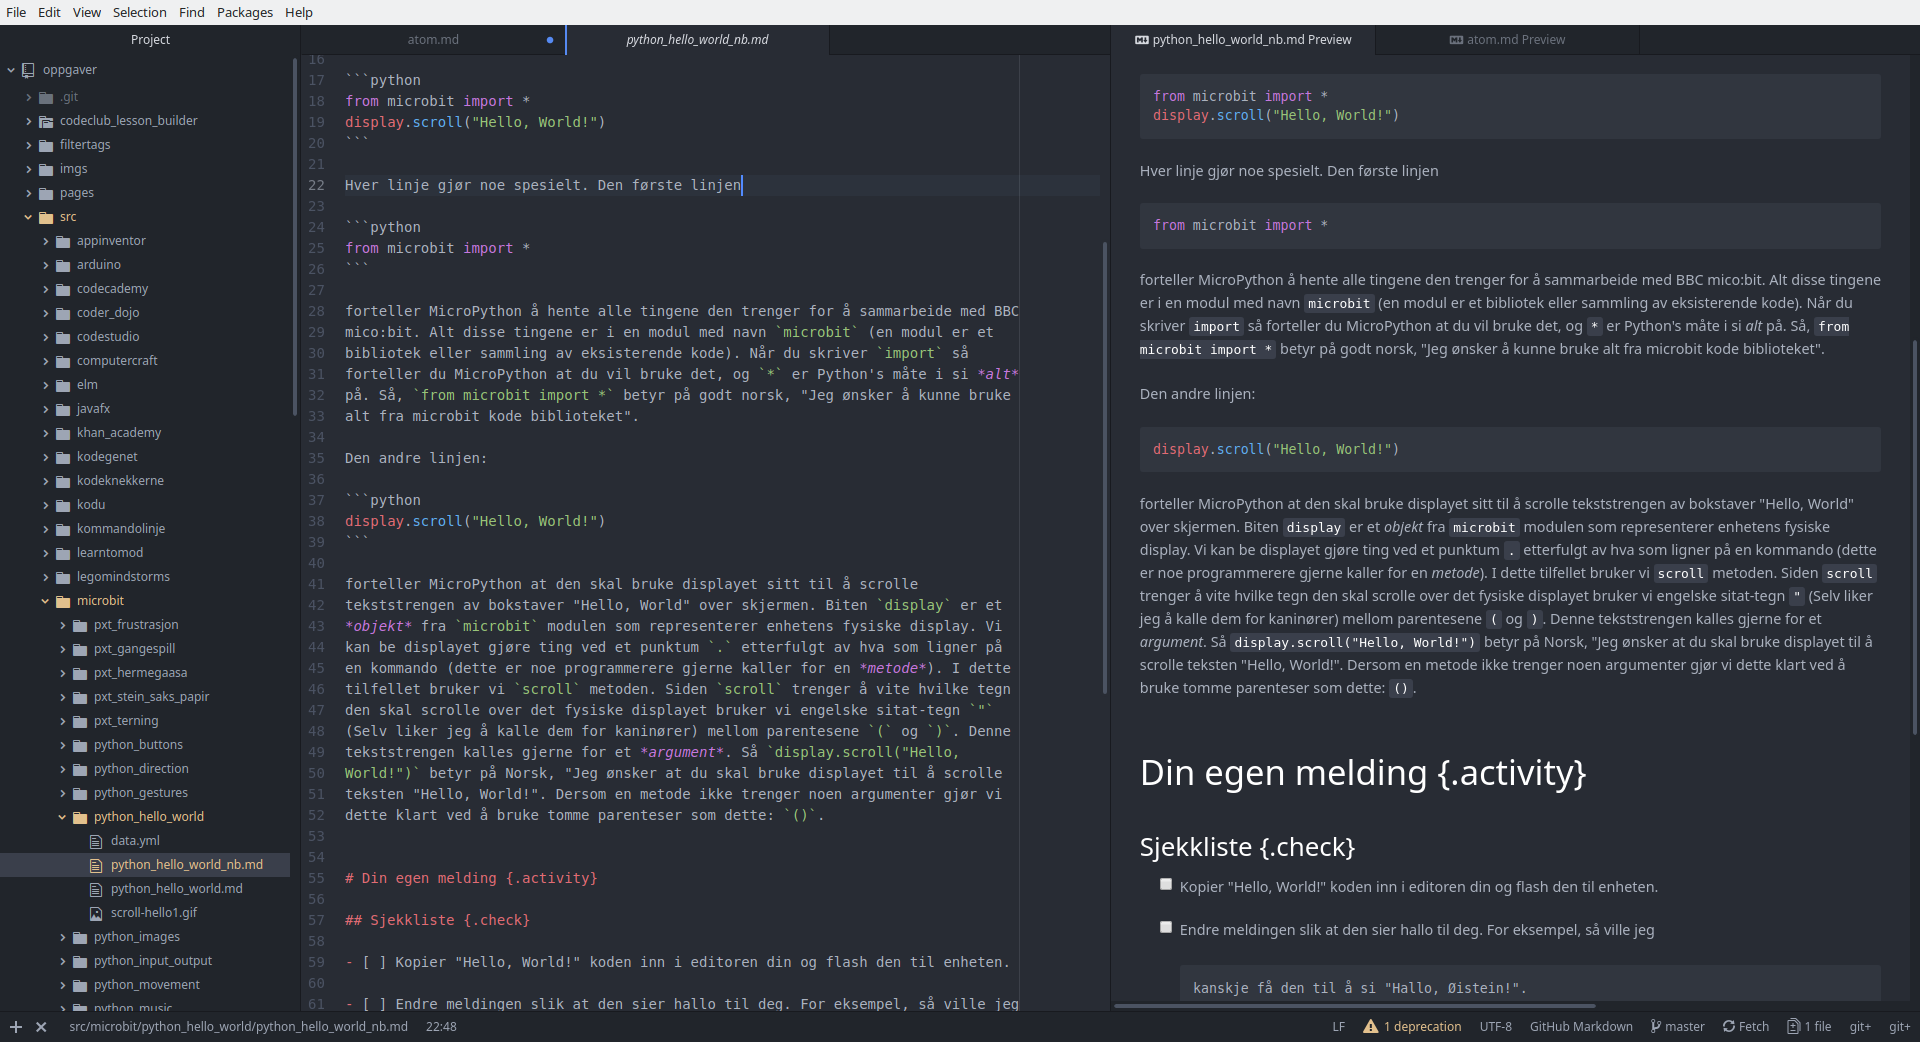 File Edit View Selection Find Packages Help
Project
oppgaver
.git
codeclub_lesson_builder
filtertags
imgs
pages
src
appinventor
arduino
codecademy
coder_dojo
codestudio
computercraft
elm
javafx
khan_academy
kodegenet
kodeknekkerne
kodu
kommandolinje
learntomod
legomindstorms
microbit
pxt_frustrasjon
pxt_gangespill
pxt_hermegaasa
pxt_stein_saks_papir
pxt_terning
python_buttons
python_direction
python_gestures
python_hello_world
data.yml
python_hello_world_nb.md
python_hello_world.md
scroll-hello1.gif
python_images
python_input_output
python_movement
python_music
atom.md
python_hello_world_nb.md
16
17 ```python
18 from microbit import *
19 display.scroll("Hello, World!")
20 ```
21
22 Hver linje gjør noe spesielt. Den første linjen
23
24 ```python
25 from microbit import *
26 ```
27
28 forteller MicroPython å hente alle tingene den trenger for å sammarbeide med BBC
29 mico:bit. Alt disse tingene er i en modul med navn `microbit` (en modul er et
30 bibliotek eller sammling av eksisterende kode). Når du skriver `import` så
31 forteller du MicroPython at du vil bruke det, og `*` er Python's måte i si *alt*
32 på. Så, `from microbit import *` betyr på godt norsk, "Jeg ønsker å kunne bruke
33 alt fra microbit kode biblioteket".
34
35 Den andre linjen:
36
37 ```python
38 display.scroll("Hello, World!")
39 ```
40
41 forteller MicroPython at den skal bruke displayet sitt til å scrolle
42 tekststrengen av bokstaver "Hello, World" over skjermen. Biten `display` er et
43 *objekt* fra `microbit` modulen som representerer enhetens fysiske display. Vi
44 kan be displayet gjøre ting ved et punktum `.` etterfulgt av hva som ligner på
45 en kommando (dette er noe programmerere gjerne kaller for en *metode*). I dette
46 tilfellet bruker vi `scroll` metoden. Siden `scroll` trenger å vite hvilke tegn
47 den skal scrolle over det fysiske displayet bruker vi engelske sitat-tegn `"`
48 (Selv liker jeg å kalle dem for kaninører) mellom parentesene `(` og `)`. Denne
49 tekststrengen kalles gjerne for et *argument*. Så `display.scroll("Hello,
50 World!")` betyr på Norsk, "Jeg ønsker at du skal bruke displayet til å scrolle
51 teksten "Hello, World!". Dersom en metode ikke trenger noen argumenter gjør vi
52 dette klart ved å bruke tomme parenteser som dette: `()`.
53
54
55 # Din egen melding {.activity}
56
57 ## Sjekkliste {.check}
58
59 - [ ] Kopier "Hello, World!" koden inn i editoren din og flash den til enheten.
60
61 - [ ] Endre meldingen slik at den sier hallo til deg. For eksempel, så ville jeg
python_hello_world_nb.md Preview
atom.md Preview
from microbit import *
display.scroll("Hello, World!")
Hver linje gjør noe spesielt. Den første linjen
from microbit import *
forteller MicroPython å hente alle tingene den trenger for å sammarbeide med BBC mico:bit. Alt disse tingene
er i en modul med navn microbit (en modul er et bibliotek eller sammling av eksisterende kode). Når du
skriver import så forteller du MicroPython at du vil bruke det, og * er Python's måte i si alt på. Så, from
microbit import * betyr på godt norsk, "Jeg ønsker å kunne bruke alt fra microbit kode biblioteket".
Den andre linjen:
display.scroll("Hello, World!")
forteller MicroPython at den skal bruke displayet sitt til å scrolle tekststrengen av bokstaver "Hello, World"
over skjermen. Biten display er et objekt fra microbit modulen som representerer enhetens fysiske
display. Vi kan be displayet gjøre ting ved et punktum . etterfulgt av hva som ligner på en kommando (dette
er noe programmerere gjerne kaller for en metode). I dette tilfellet bruker vi scroll metoden. Siden scroll
trenger å vite hvilke tegn den skal scrolle over det fysiske displayet bruker vi engelske sitat-tegn " (Selv liker
jeg å kalle dem for kaninører) mellom parentesene ( og ). Denne tekststrengen kalles gjerne for et
argument. Så display.scroll("Hello, World!") betyr på Norsk, "Jeg ønsker at du skal bruke displayet til å
scrolle teksten "Hello, World!". Dersom en metode ikke trenger noen argumenter gjør vi dette klart ved å
bruke tomme parenteser som dette: ().
Din egen melding {.activity}
Sjekkliste {.check}
Kopier "Hello, World!" koden inn i editoren din og flash den til enheten.
Endre meldingen slik at den sier hallo til deg. For eksempel, så ville jeg
kanskje få den til å si "Hallo, Øistein!".
src/microbit/python_hello_world/python_hello_world_nb.md 22:48 LF 1 deprecation UTF-8 GitHub Markdown master Fetch 1 file git+ git+